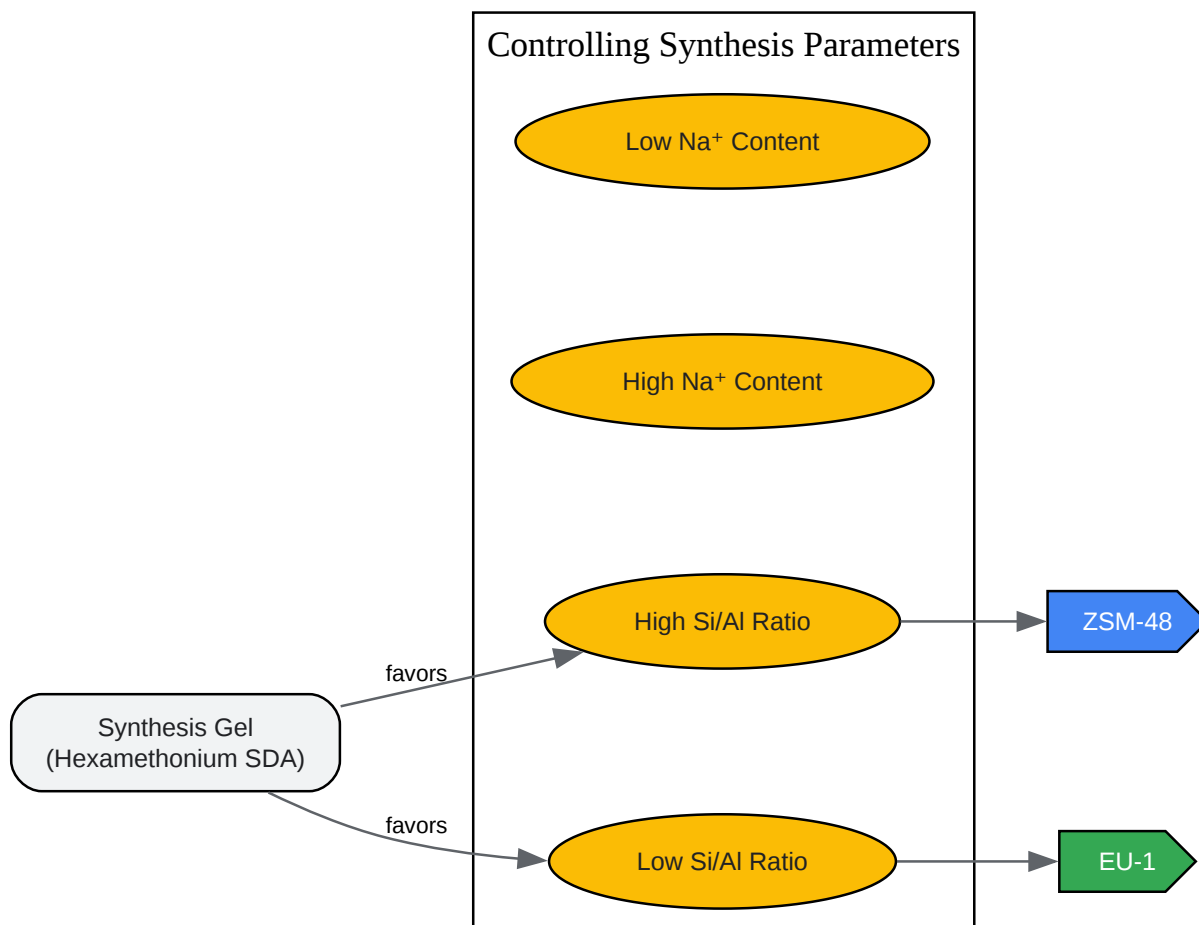 Controlling Synthesis Parameters
Low Na⁺ Content
High Na⁺ Content
High Si/Al Ratio
ZSM-48
favors
Synthesis Gel
(Hexamethonium SDA)
favors
Low Si/Al Ratio
EU-1